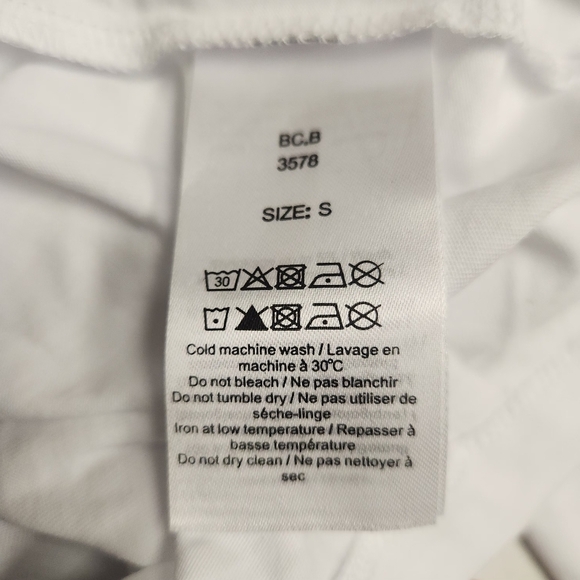 BC.B
3578
SIZE: S
30
Cold machine wash / Lavage en
machine à 30°C
Do not bleach / Ne pas blanchir
Do not tumble dry / Ne pas utiliser de
séche-linge
Iron at low temperature / Repasser à
basse température
Do not dry clean / Ne pas nettoyer à
sec